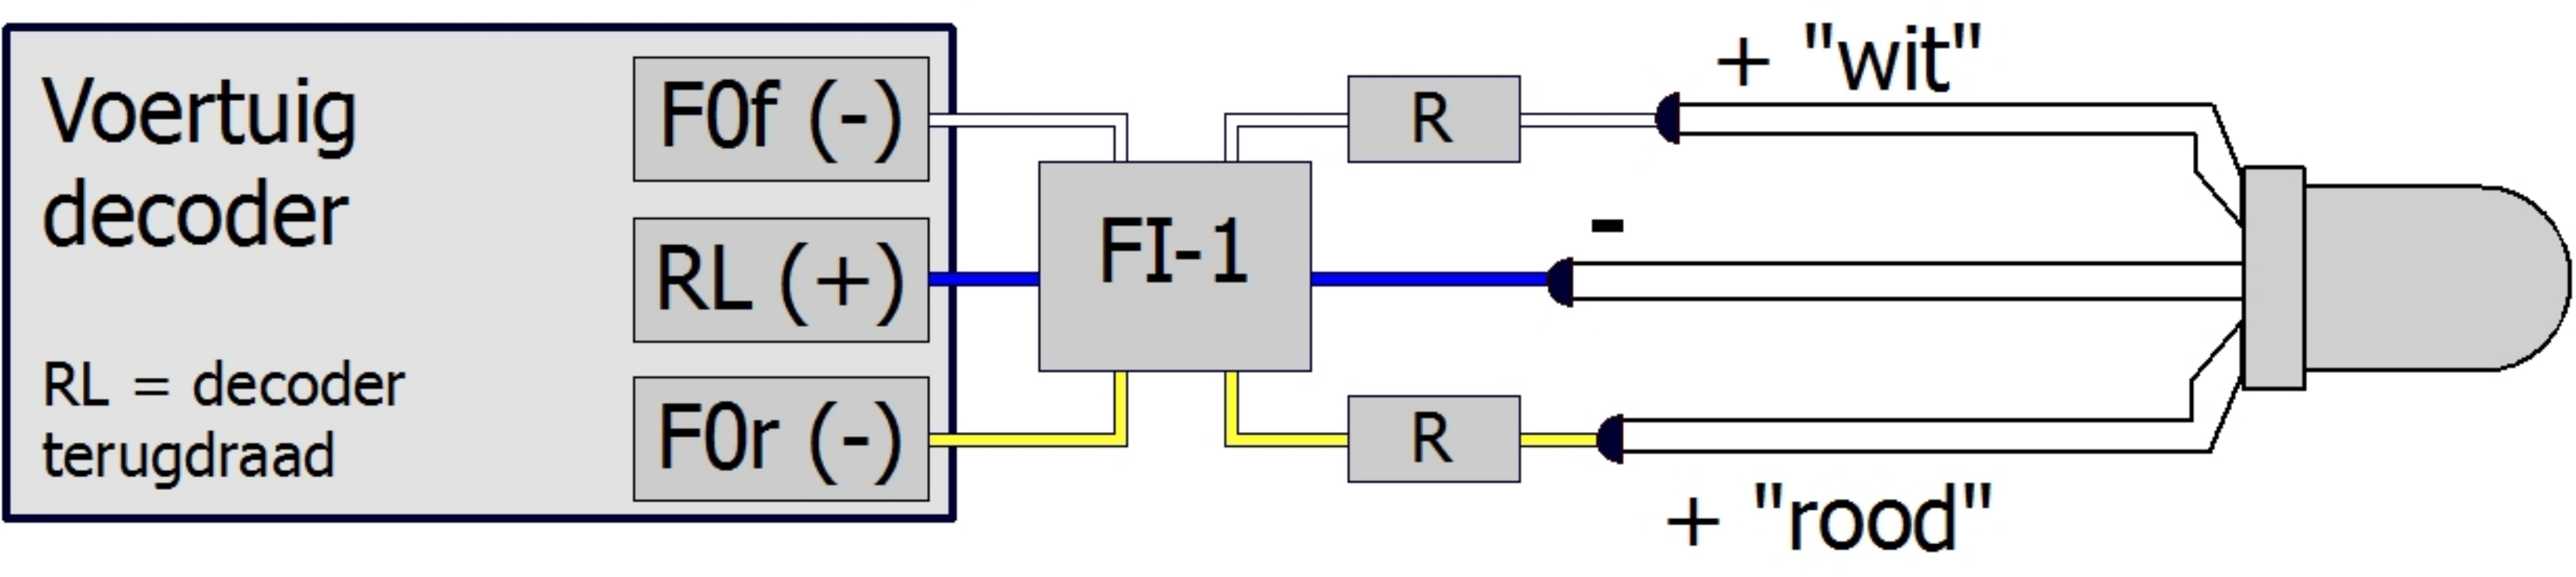 Voertuig
decoder
RL = decoder
terugdraad
F0f (-)
RL (+)
F0r (-)
FI-1
R
R
+ "wit"
-
+ "rood"